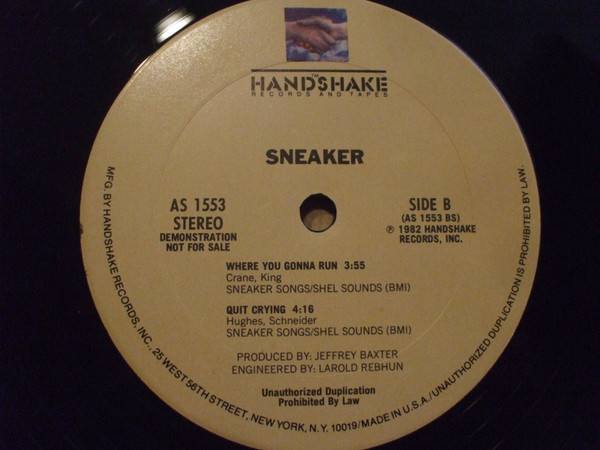 HANDSHAKE
TM
RECORDS AND TAPES
SNEAKER
AS 1553
STEREO
DEMONSTRATION
NOT FOR SALE
SIDE B
(AS 1553 BS)
℗ 1982 HANDSHAKE
RECORDS, INC.
WHERE YOU GONNA RUN 3:55
Crane, King
SNEAKER SONGS/SHEL SOUNDS (BMI)
QUIT CRYING 4:16
Hughes, Schneider
SNEAKER SONGS/SHEL SOUNDS (BMI)
PRODUCED BY: JEFFREY BAXTER
ENGINEERED BY: LAROLD REBHUN
Unauthorized Duplication
Prohibited By Law
MFG. BY HANDSHAKE RECORDS, INC., 25 WEST 56TH STREET, NEW YORK, N.Y. 10019/MADE IN U.S.A./UNAUTHORIZED DUPLICATION IS PROHIBITED BY LAW.